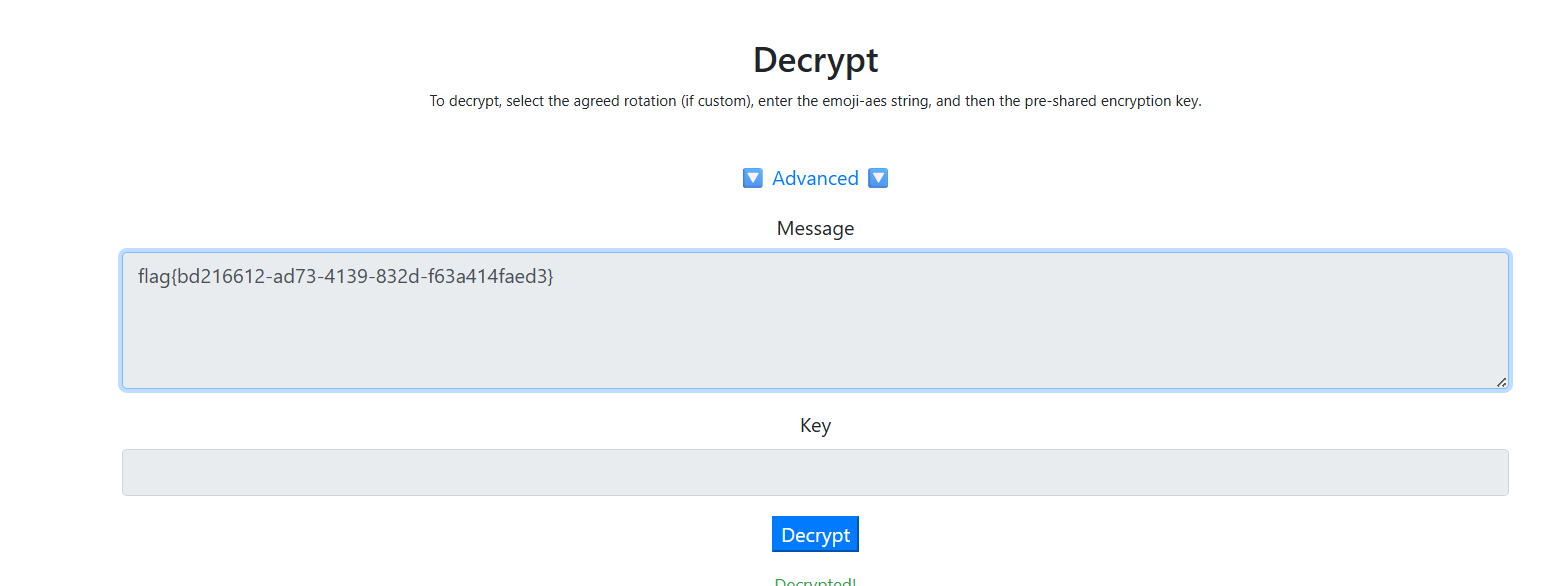 Decrypt
To decrypt, select the agreed rotation (if custom), enter the emoji-aes string, and then the pre-shared encryption key.
🔽 Advanced 🔽
Message
flag{bd216612-ad73-4139-832d-f63a414faed3}
Key
Decrypt
Decrypted!